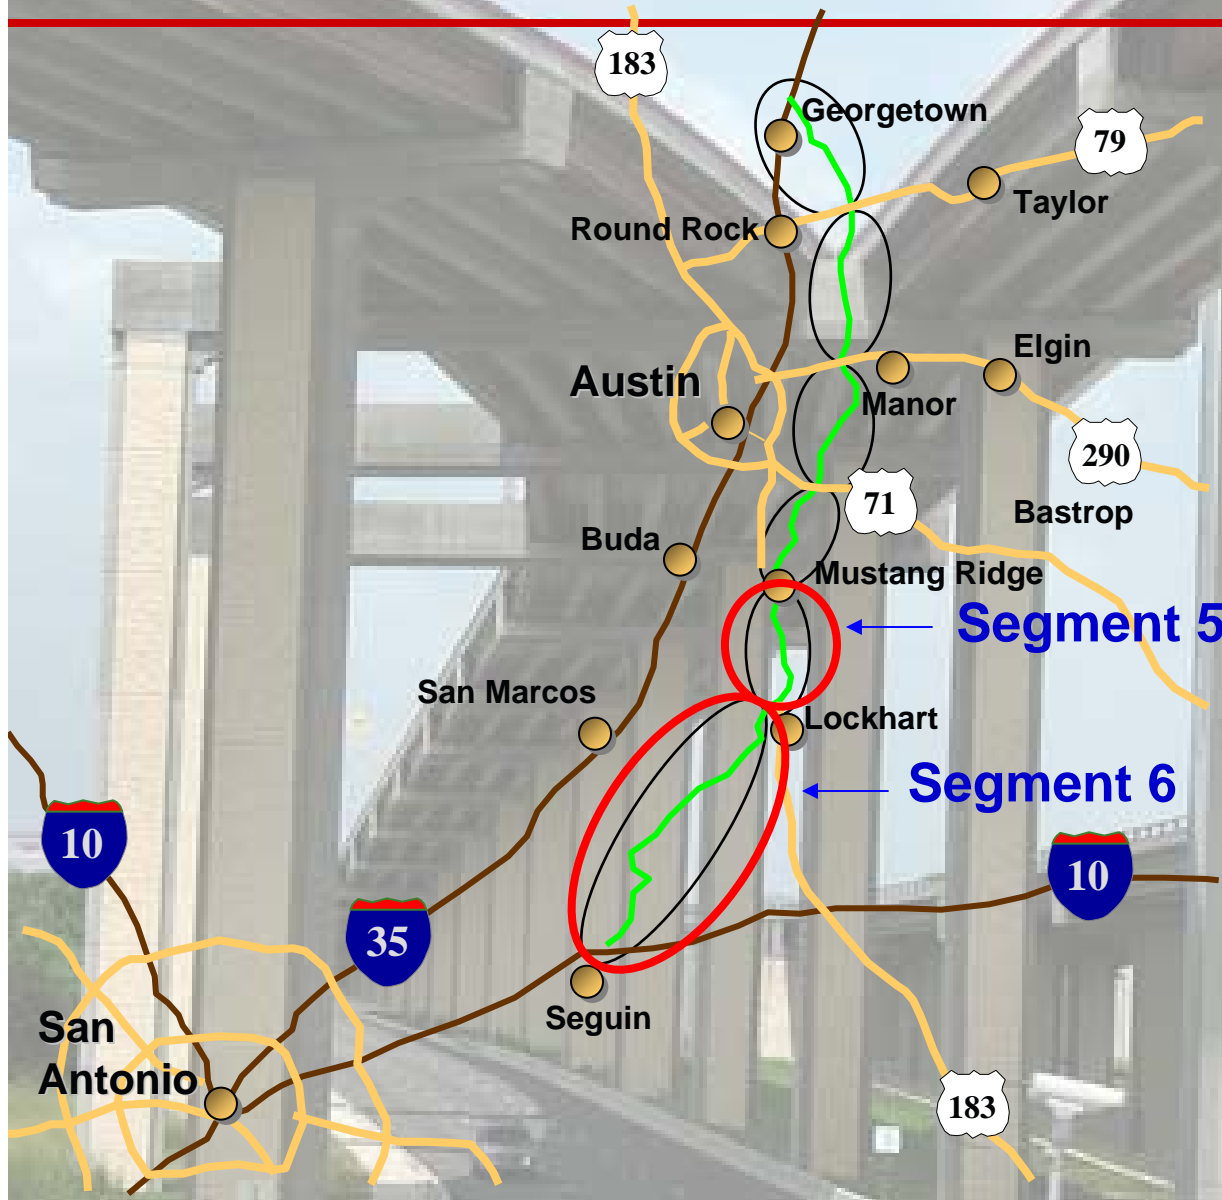 183
Georgetown
79
Taylor
Round Rock
Elgin
Austin
Manor
290
71
Bastrop
Buda
Mustang Ridge
Segment 5
San Marcos
Lockhart
Segment 6
10
10
35
Seguin
San
Antonio
183